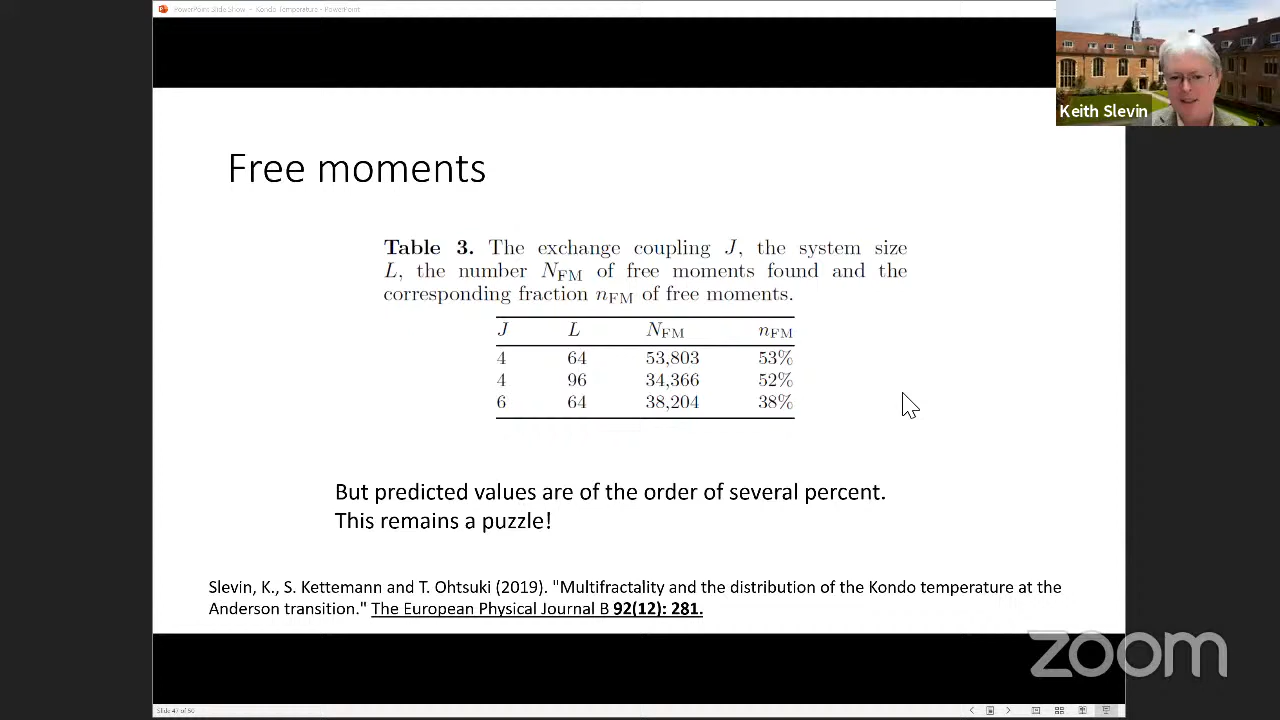 PowerPoint Slide Show - Kondo Temperature - PowerPoint
Keith Slevin
Free moments
Table 3. The exchange coupling J, the system size
L, the number N_FM of free moments found and the
corresponding fraction n_FM of free moments.
J L N_FM n_FM
4 64 53,803 53%
4 96 34,366 52%
6 64 38,204 38%
But predicted values are of the order of several percent.
This remains a puzzle!
Slevin, K., S. Kettemann and T. Ohtsuki (2019). "Multifractality and the distribution of the Kondo temperature at the
Anderson transition." The European Physical Journal B 92(12): 281.
zoom
Slide 47 of 50